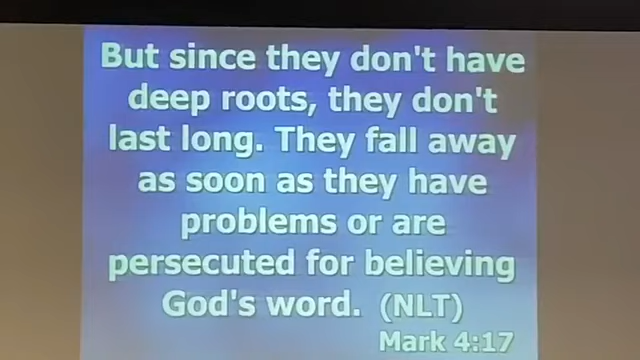 But since they don't have
deep roots, they don't
last long. They fall away
as soon as they have
problems or are
persecuted for believing
God's word. (NLT)
Mark 4:17